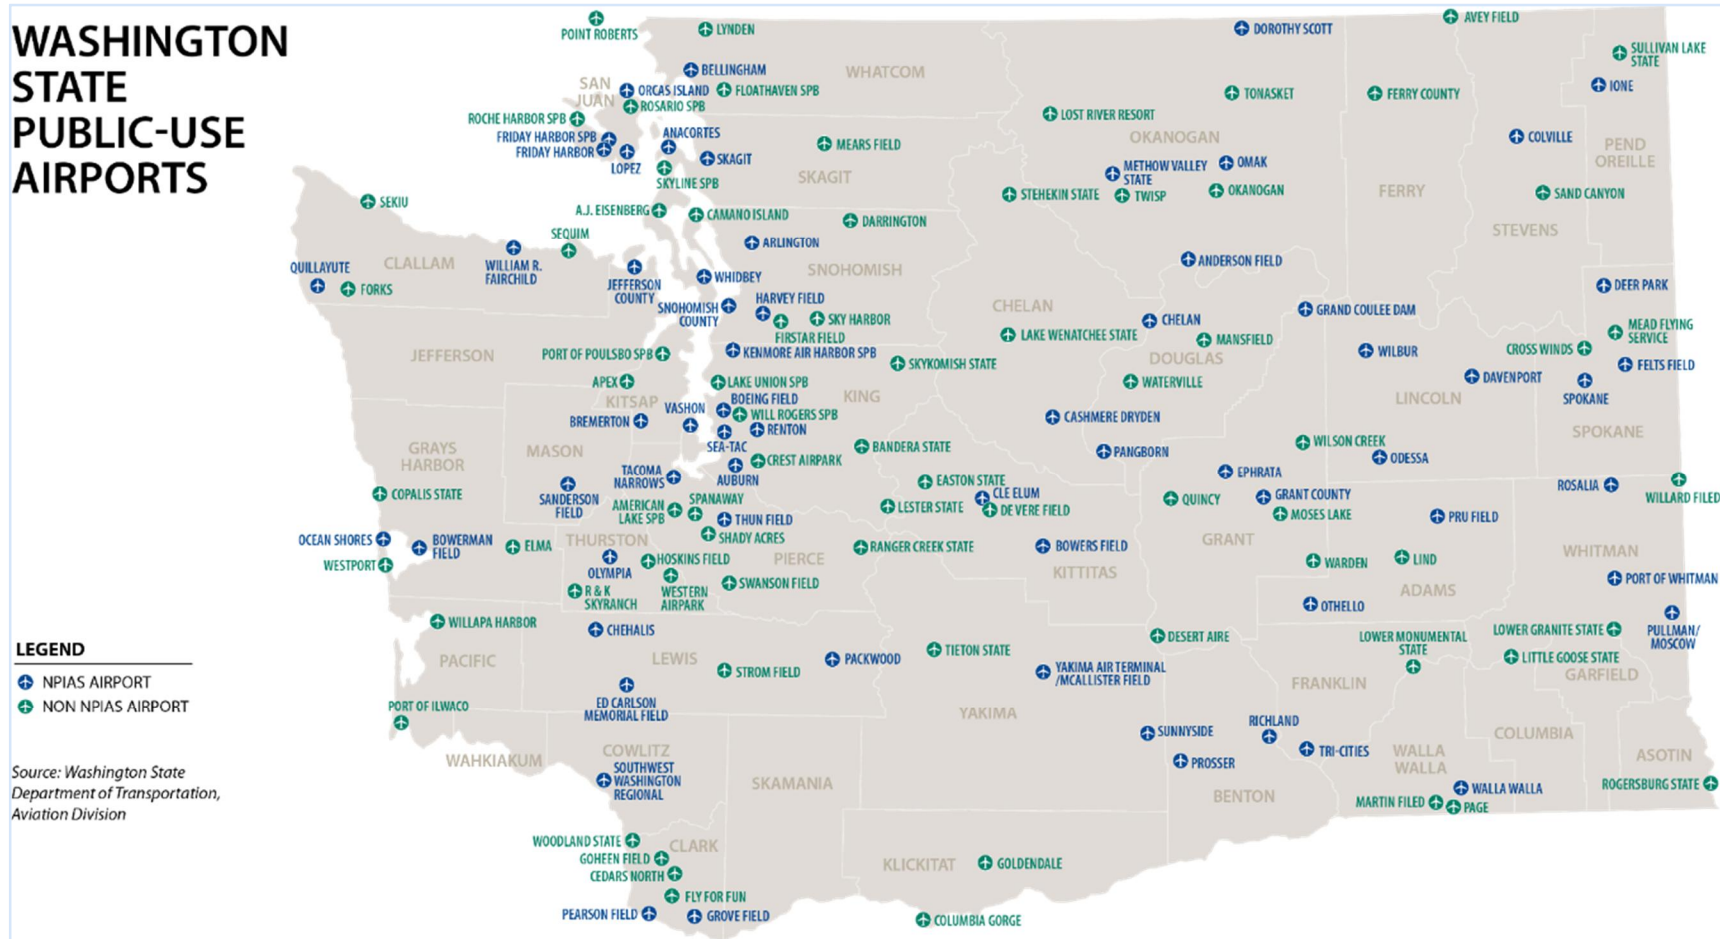 WASHINGTON
STATE
PUBLIC-USE
AIRPORTS
POINT ROBERTS
LYNDEN
DOROTHY SCOTT
AVEY FIELD
SULLIVAN LAKE
STATE
BELLINGHAM
WHATCOM
SAN
JUAN
ORCAS ISLAND
FLOATHAVEN SPB
TONASKET
FERRY COUNTY
IONE
ROSARIO SPB
ROCHE HARBOR SPB
LOST RIVER RESORT
FRIDAY HARBOR SPB
FRIDAY HARBOR
ANACORTES
OKANOGAN
COLVILLE
PEND
OREILLE
LOPEZ
SKAGIT
MEARS FIELD
METHOW VALLEY
STATE
OMAK
SKYLINE SPB
SKAGIT
STEHEKIN STATE
TWISP
OKANOGAN
FERRY
SAND CANYON
SEKIU
A.J. EISENBERG
CAMANO ISLAND
DARRINGTON
STEVENS
SEQUIM
ARLINGTON
QUILLAYUTE
CLALLAM
WILLIAM R.
FAIRCHILD
SNOHOMISH
ANDERSON FIELD
FORKS
JEFFERSON
COUNTY
WHIDBEY
DEER PARK
SNOHOMISH
COUNTY
HARVEY FIELD
CHELAN
GRAND COULEE DAM
FIRSTAR FIELD
SKY HARBOR
CHELAN
MEAD FLYING
SERVICE
LAKE WENATCHEE STATE
MANSFIELD
JEFFERSON
PORT OF POULSBO SPB
KENMORE AIR HARBOR SPB
DOUGLAS
WILBUR
CROSS WINDS
SKYKOMISH STATE
FELTS FIELD
APEX
LAKE UNION SPB
WATERVILLE
DAVENPORT
SPOKANE
KITSAP
BOEING FIELD
KING
LINCOLN
VASHON
WILL ROGERS SPB
BREMERTON
RENTON
CASHMERE DRYDEN
SPOKANE
SEA-TAC
GRAYS
HARBOR
MASON
BANDERA STATE
PANGBORN
WILSON CREEK
ODESSA
CREST AIRPARK
TACOMA
NARROWS
AUBURN
EPHRATA
COPALIS STATE
SANDERSON
FIELD
EASTON STATE
CLE ELUM
ROSALIA
WILLARD FILED
AMERICAN
LAKE SPB
SPANAWAY
LESTER STATE
DE VERE FIELD
QUINCY
GRANT COUNTY
MOSES LAKE
THUN FIELD
PRU FIELD
OCEAN SHORES
BOWERMAN
FIELD
ELMA
THURSTON
SHADY ACRES
RANGER CREEK STATE
BOWERS FIELD
GRANT
WHITMAN
WESTPORT
OLYMPIA
HOSKINS FIELD
PIERCE
KITTITAS
WARDEN
LIND
R & K
SKYRANCH
WESTERN
AIRPARK
SWANSON FIELD
ADAMS
PORT OF WHITMAN
OTHELLO
WILLAPA HARBOR
CHEHALIS
DESERT AIRE
LOWER MONUMENTAL
STATE
LOWER GRANITE STATE
PULLMAN/
MOSCOW
LEGEND
NPIAS AIRPORT
NON NPIAS AIRPORT
PACIFIC
LEWIS
STROM FIELD
PACKWOOD
TIETON STATE
YAKIMA AIR TERMINAL
/MCALLISTER FIELD
LITTLE GOOSE STATE
GARFIELD
FRANKLIN
PORT OF ILWACO
ED CARLSON
MEMORIAL FIELD
YAKIMA
SUNNYSIDE
RICHLAND
COLUMBIA
WAHKIAKUM
COWLITZ
TRI-CITIES
WALLA
WALLA
ASOTIN
SOUTHWEST
WASHINGTON
REGIONAL
SKAMANIA
PROSSER
BENTON
WALLA WALLA
ROGERSBURG STATE
MARTIN FILED
PAGE
Source: Washington State
Department of Transportation,
Aviation Division
WOODLAND STATE
CLARK
GOHEEN FIELD
CEDARS NORTH
KLICKITAT
GOLDENDALE
FLY FOR FUN
PEARSON FIELD
GROVE FIELD
COLUMBIA GORGE